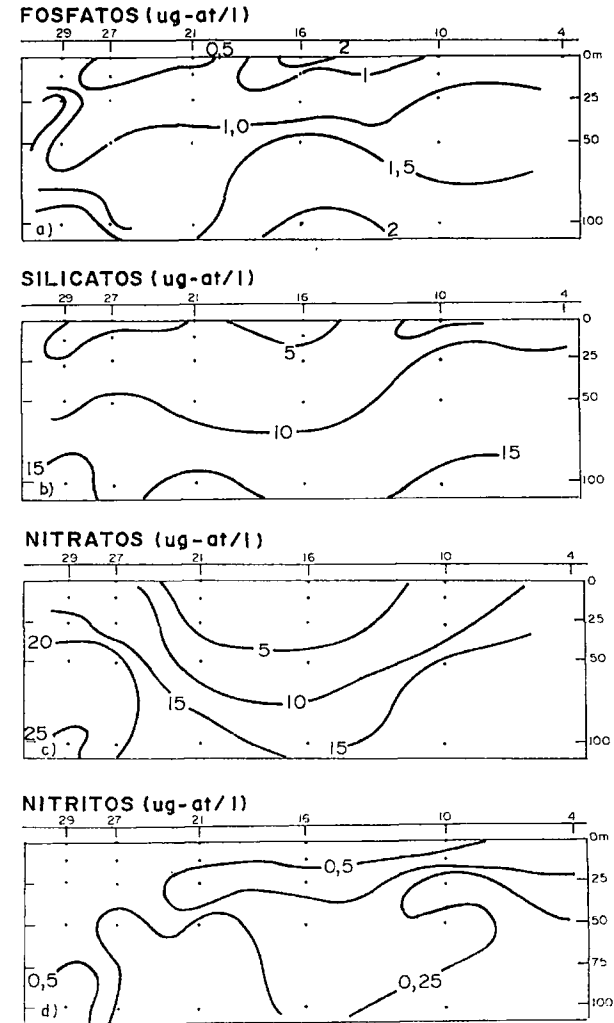 FOSFATOS (ug-at/l)
29 27 21 16 10 4
0,5 2 0m
1
25
1,0
50
1,5
100
2
a)
SILICATOS (ug-at/l)
29 27 21 16 10 4
0
5
25
50
10
15 15
100
b)
NITRATOS (ug-at/l)
29 27 21 16 10 4
0
25
20 5
50
15 10
25 15 100
c)
NITRITOS (ug-at/l)
29 27 21 16 10 4
0m
0,5
25
50
75
0,5 0,25
100
d)